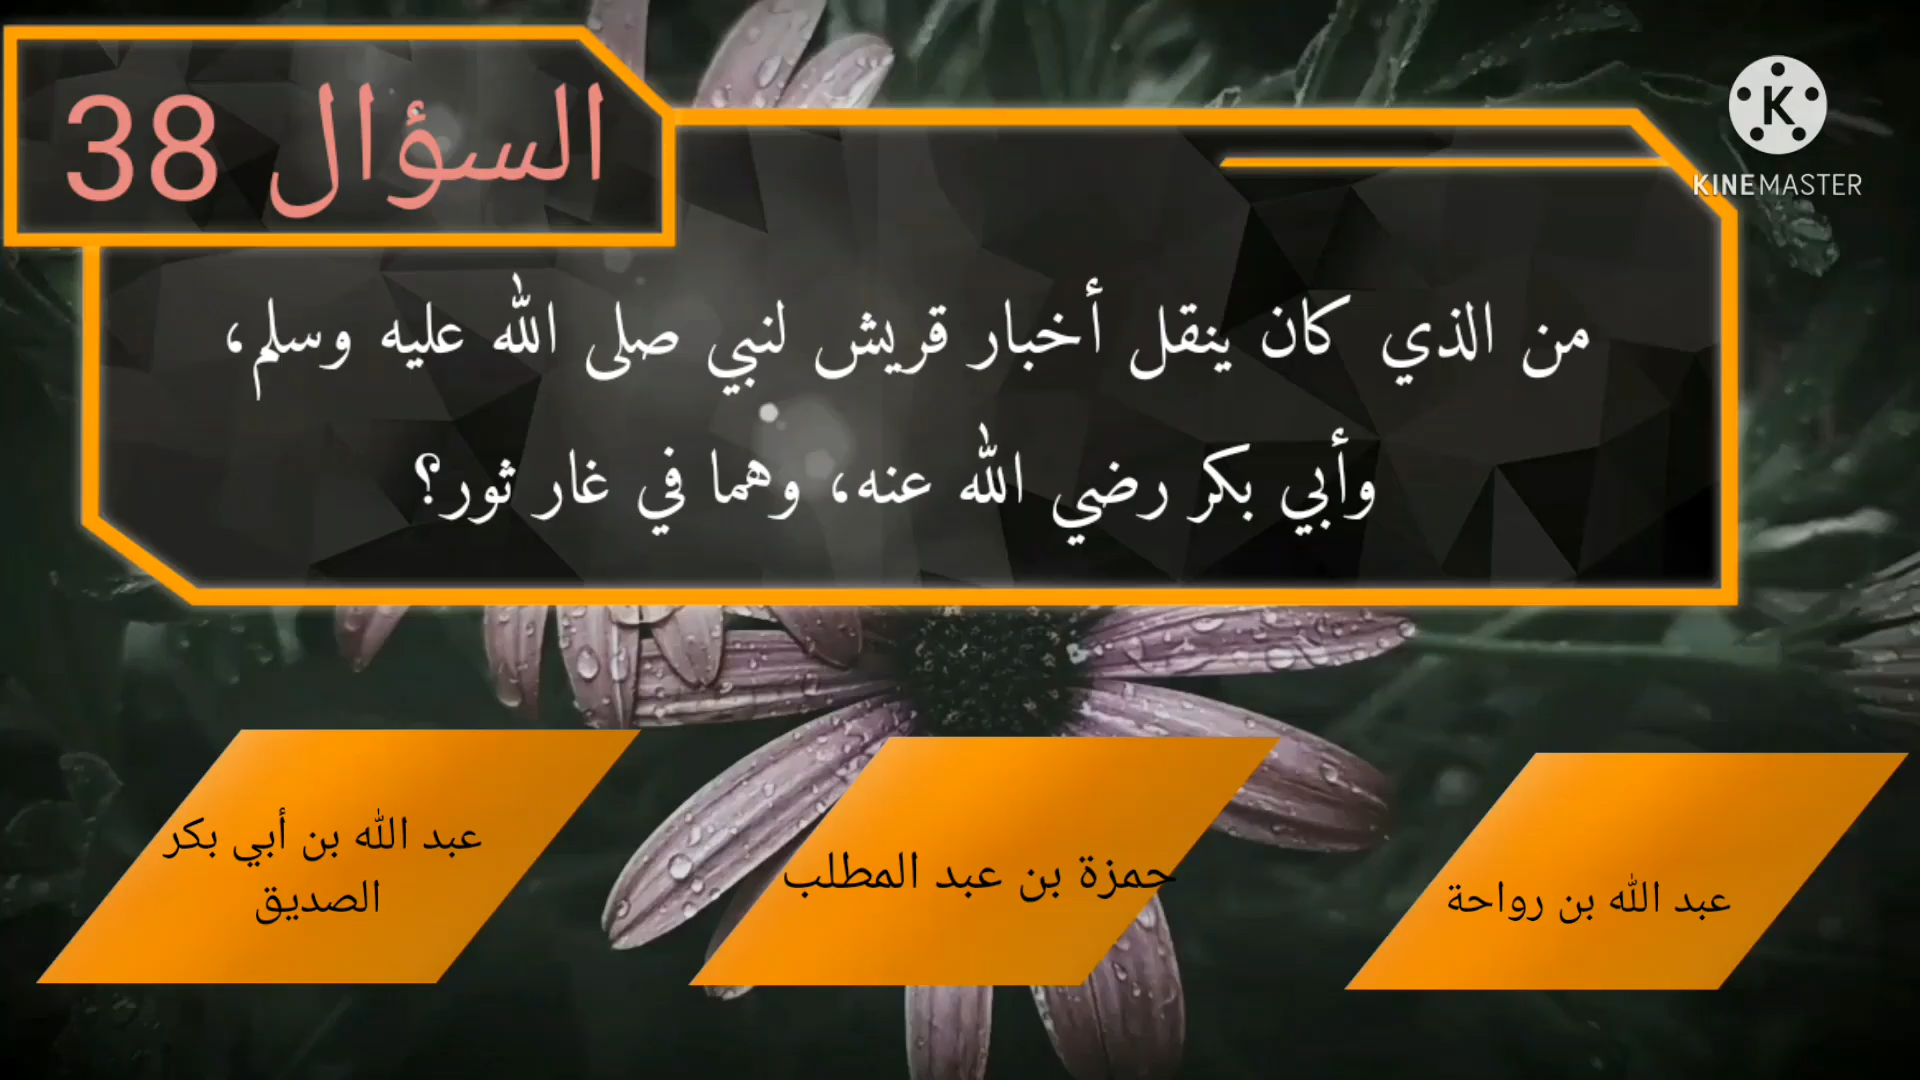 السؤال 38
KINEMASTER
من الذي كان ينقل أخبار قريش لنبي صلى الله عليه وسلم،
وأبي بكر رضي الله عنه، وهما في غار ثور؟
عبد الله بن رواحة
حمزة بن عبد المطلب
عبد الله بن أبي بكر
الصديق